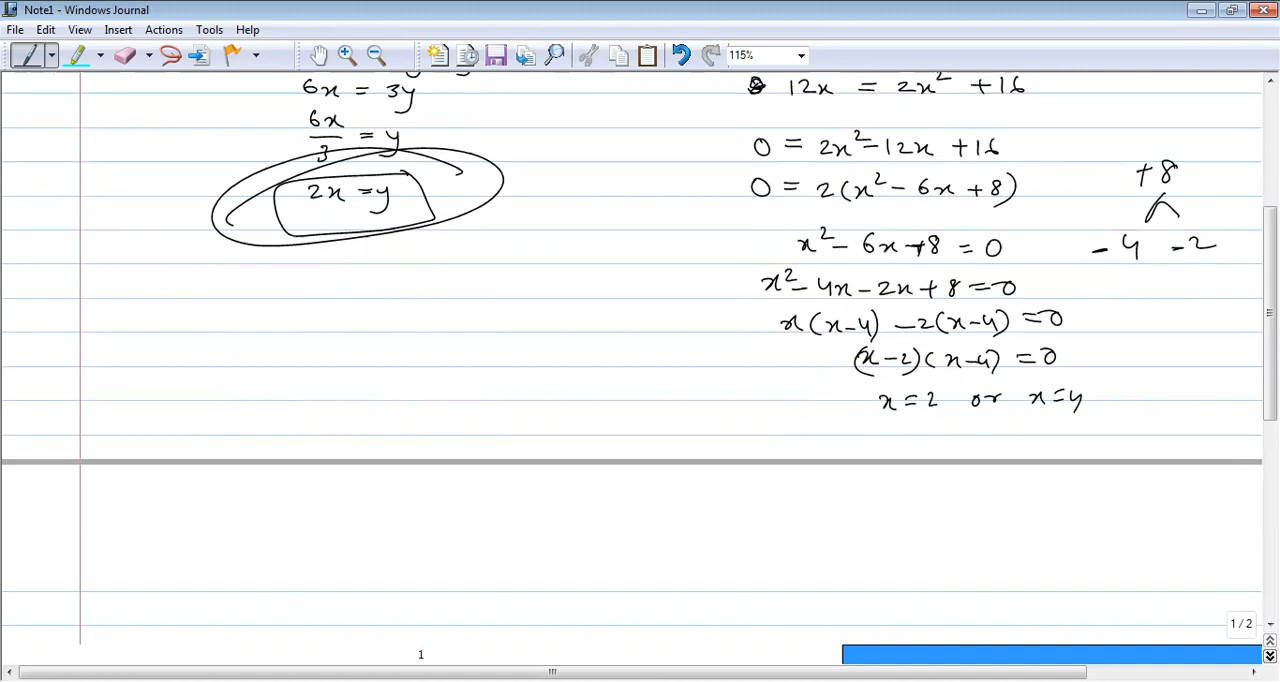 Note1 - Windows Journal
File Edit View Insert Actions Tools Help
115%
6x = 3y
6x/3 = y
2x = y
12x = 2x² + 16
0 = 2x² - 12x + 16
0 = 2(x² - 6x + 8)
x² - 6x + 8 = 0
x² - 4x - 2x + 8 = 0
x(x-4) - 2(x-4) = 0
(x-2)(x-4) = 0
x = 2 or x = 4
+8
-4 -2
1 / 2
1